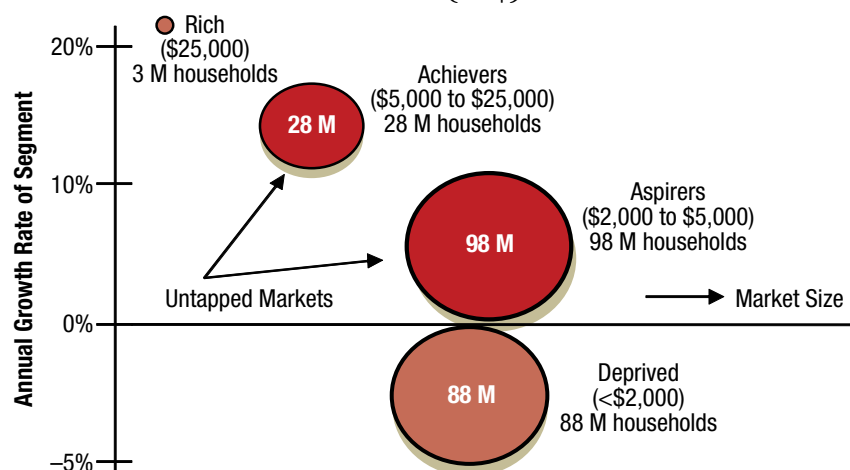 Rich
($25,000)
3 M households
20%
Achievers
($5,000 to $25,000)
28 M households
28 M
10%
Aspirers
($2,000 to $5,000)
98 M households
98 M
Untapped Markets
Market Size
0%
Deprived
(<$2,000)
88 M households
88 M
–5%
Annual Growth Rate of Segment